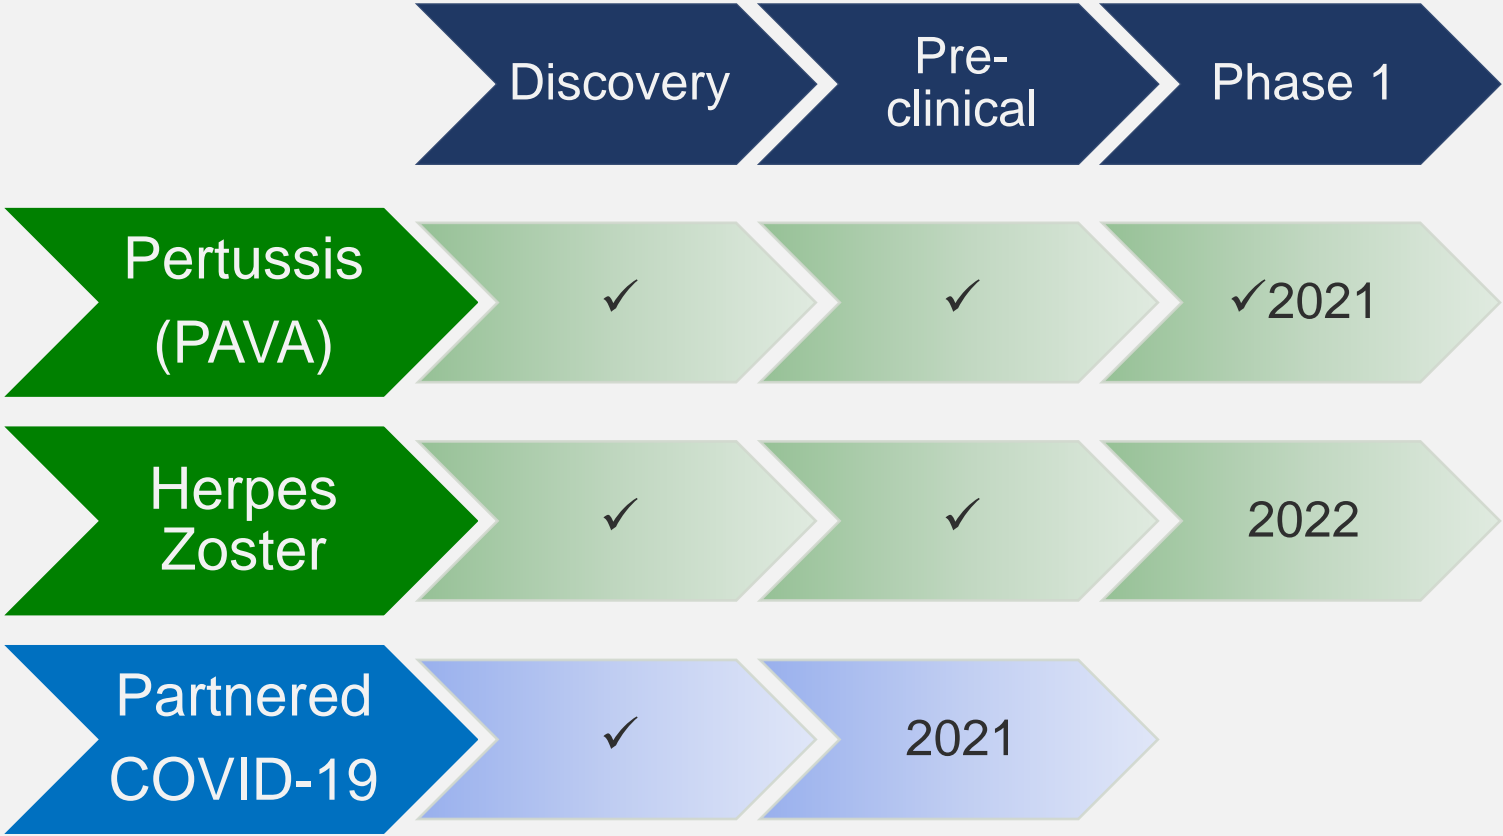 Discovery
Pre-
clinical
Phase 1
Pertussis
(PAVA)
✓
✓
✓2021
Herpes
Zoster
✓
✓
2022
Partnered
COVID-19
✓
2021